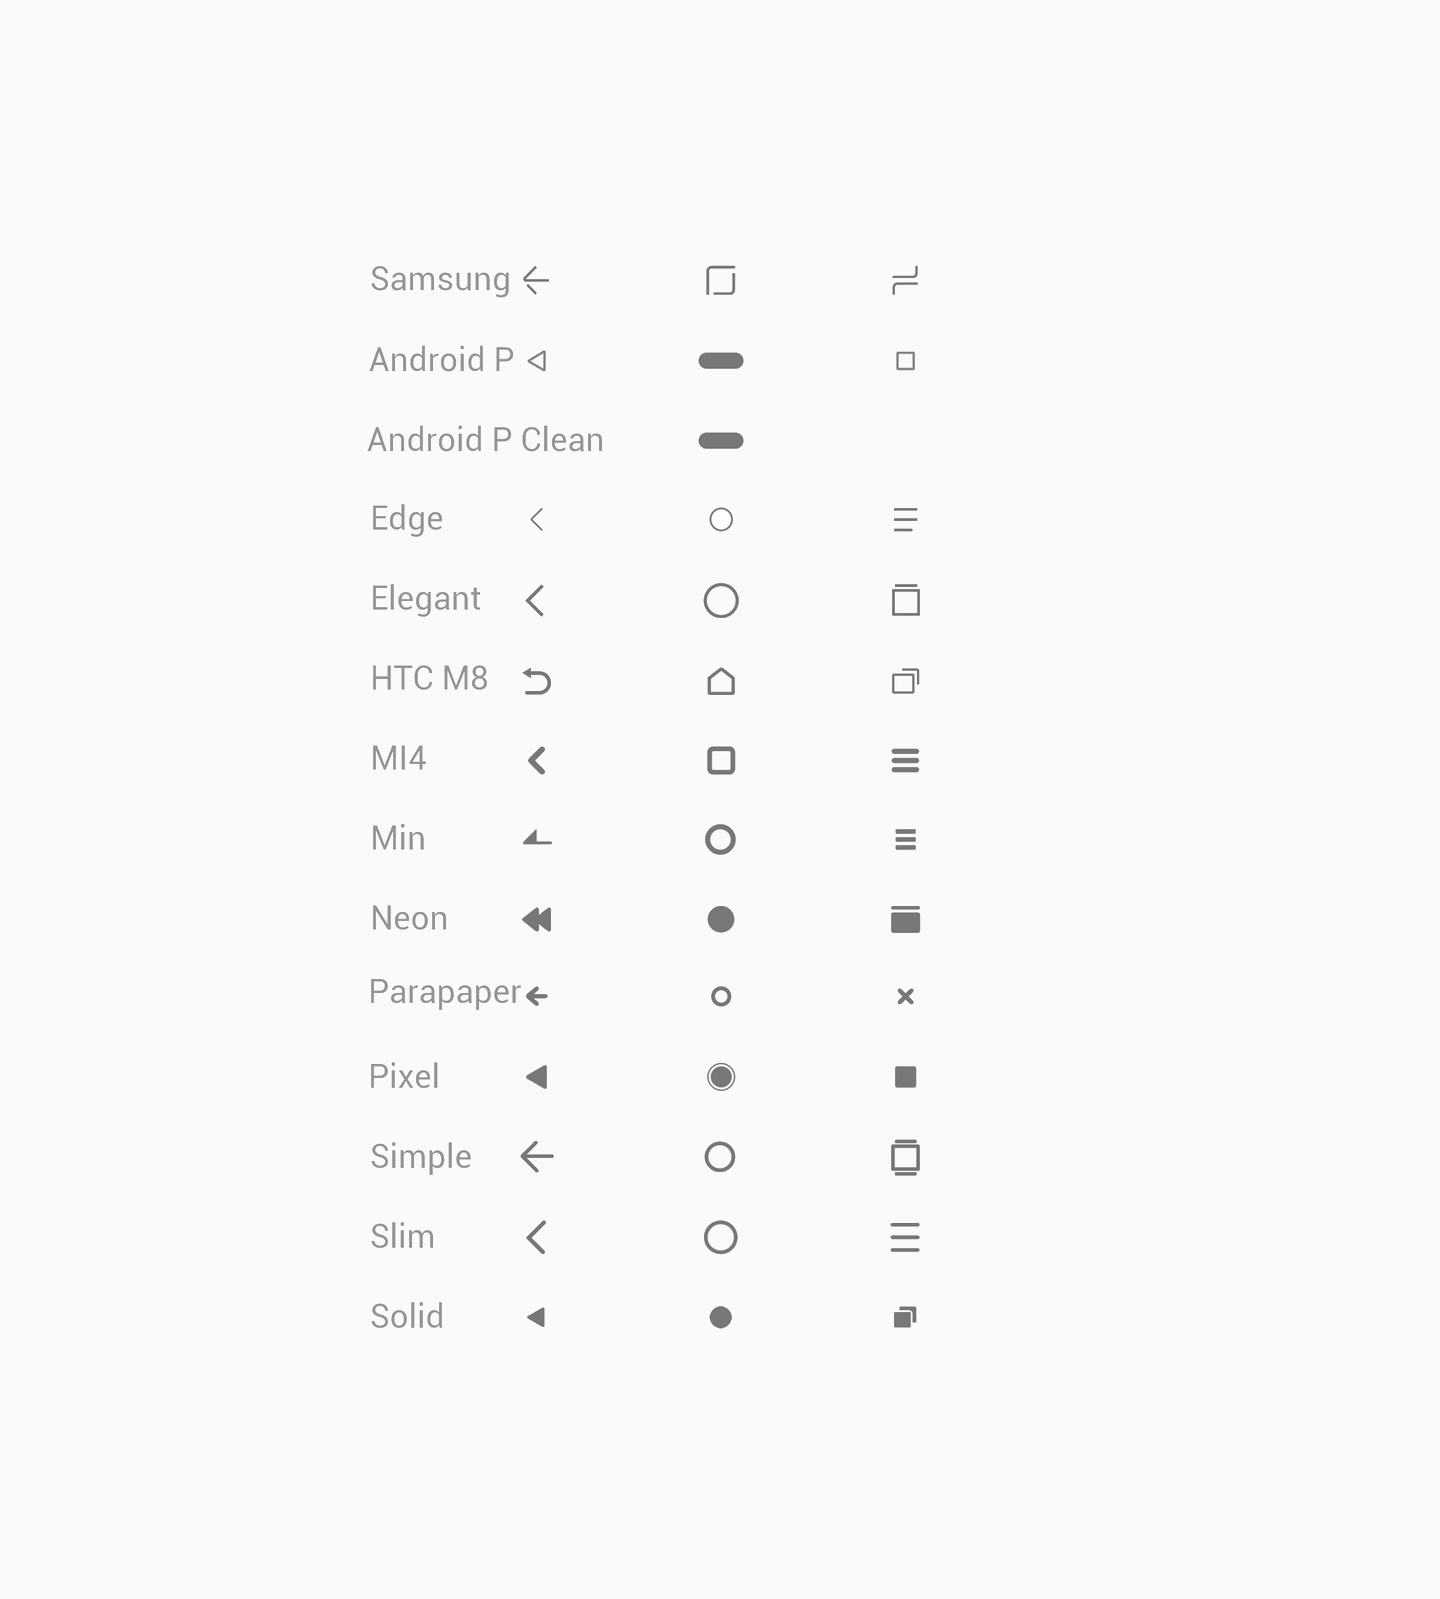 Samsung
Android P
Android P Clean
Edge
Elegant
HTC M8
MI4
Min
Neon
Parapaper
Pixel
Simple
Slim
Solid